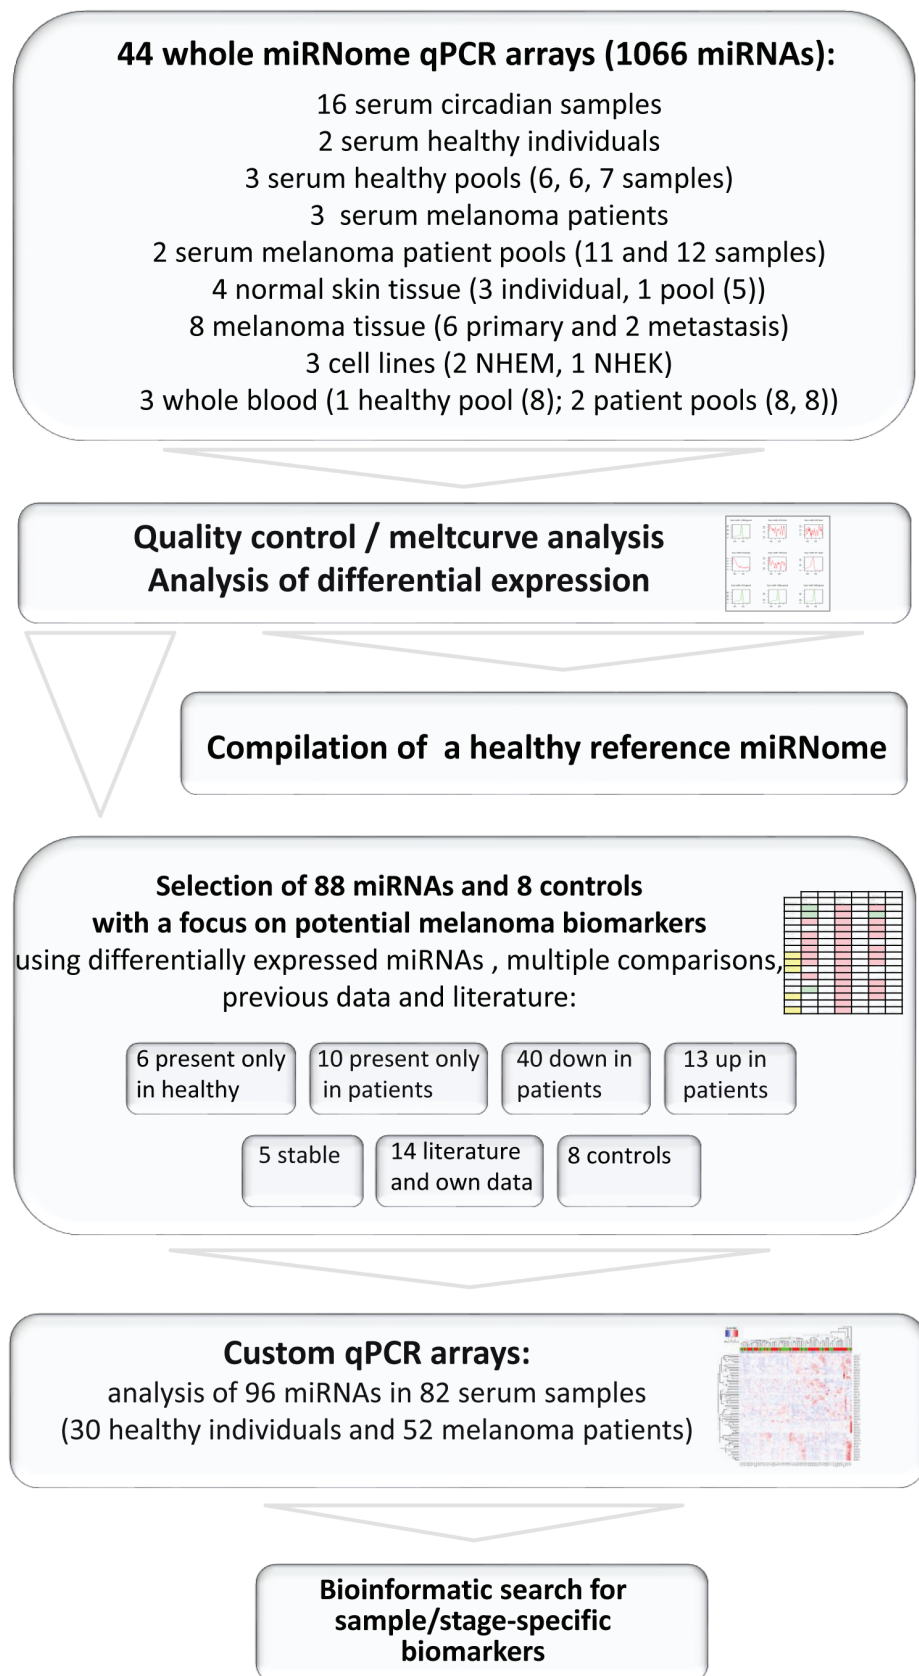 44 whole miRNome qPCR arrays (1066 miRNAs):
16 serum circadian samples
2 serum healthy individuals
3 serum healthy pools (6, 6, 7 samples)
3  serum melanoma patients
2 serum melanoma patient pools (11 and 12 samples)
4 normal skin tissue (3 individual, 1 pool (5))
8 melanoma tissue (6 primary and 2 metastasis)
3 cell lines (2 NHEM, 1 NHEK)
3 whole blood (1 healthy pool (8); 2 patient pools (8, 8))
Quality control / meltcurve analysis
Analysis of differential expression
Compilation of  a healthy reference miRNome
Selection of 88 miRNAs and 8 controls
with a focus on potential melanoma biomarkers
using differentially expressed miRNAs , multiple comparisons,
previous data and literature:
6 present only
in healthy
10 present only
in patients
40 down in
patients
13 up in
patients
5 stable
14 literature
and own data
8 controls
Custom qPCR arrays:
analysis of 96 miRNAs in 82 serum samples
(30 healthy individuals and 52 melanoma patients)
Bioinformatic search for
sample/stage-specific
biomarkers